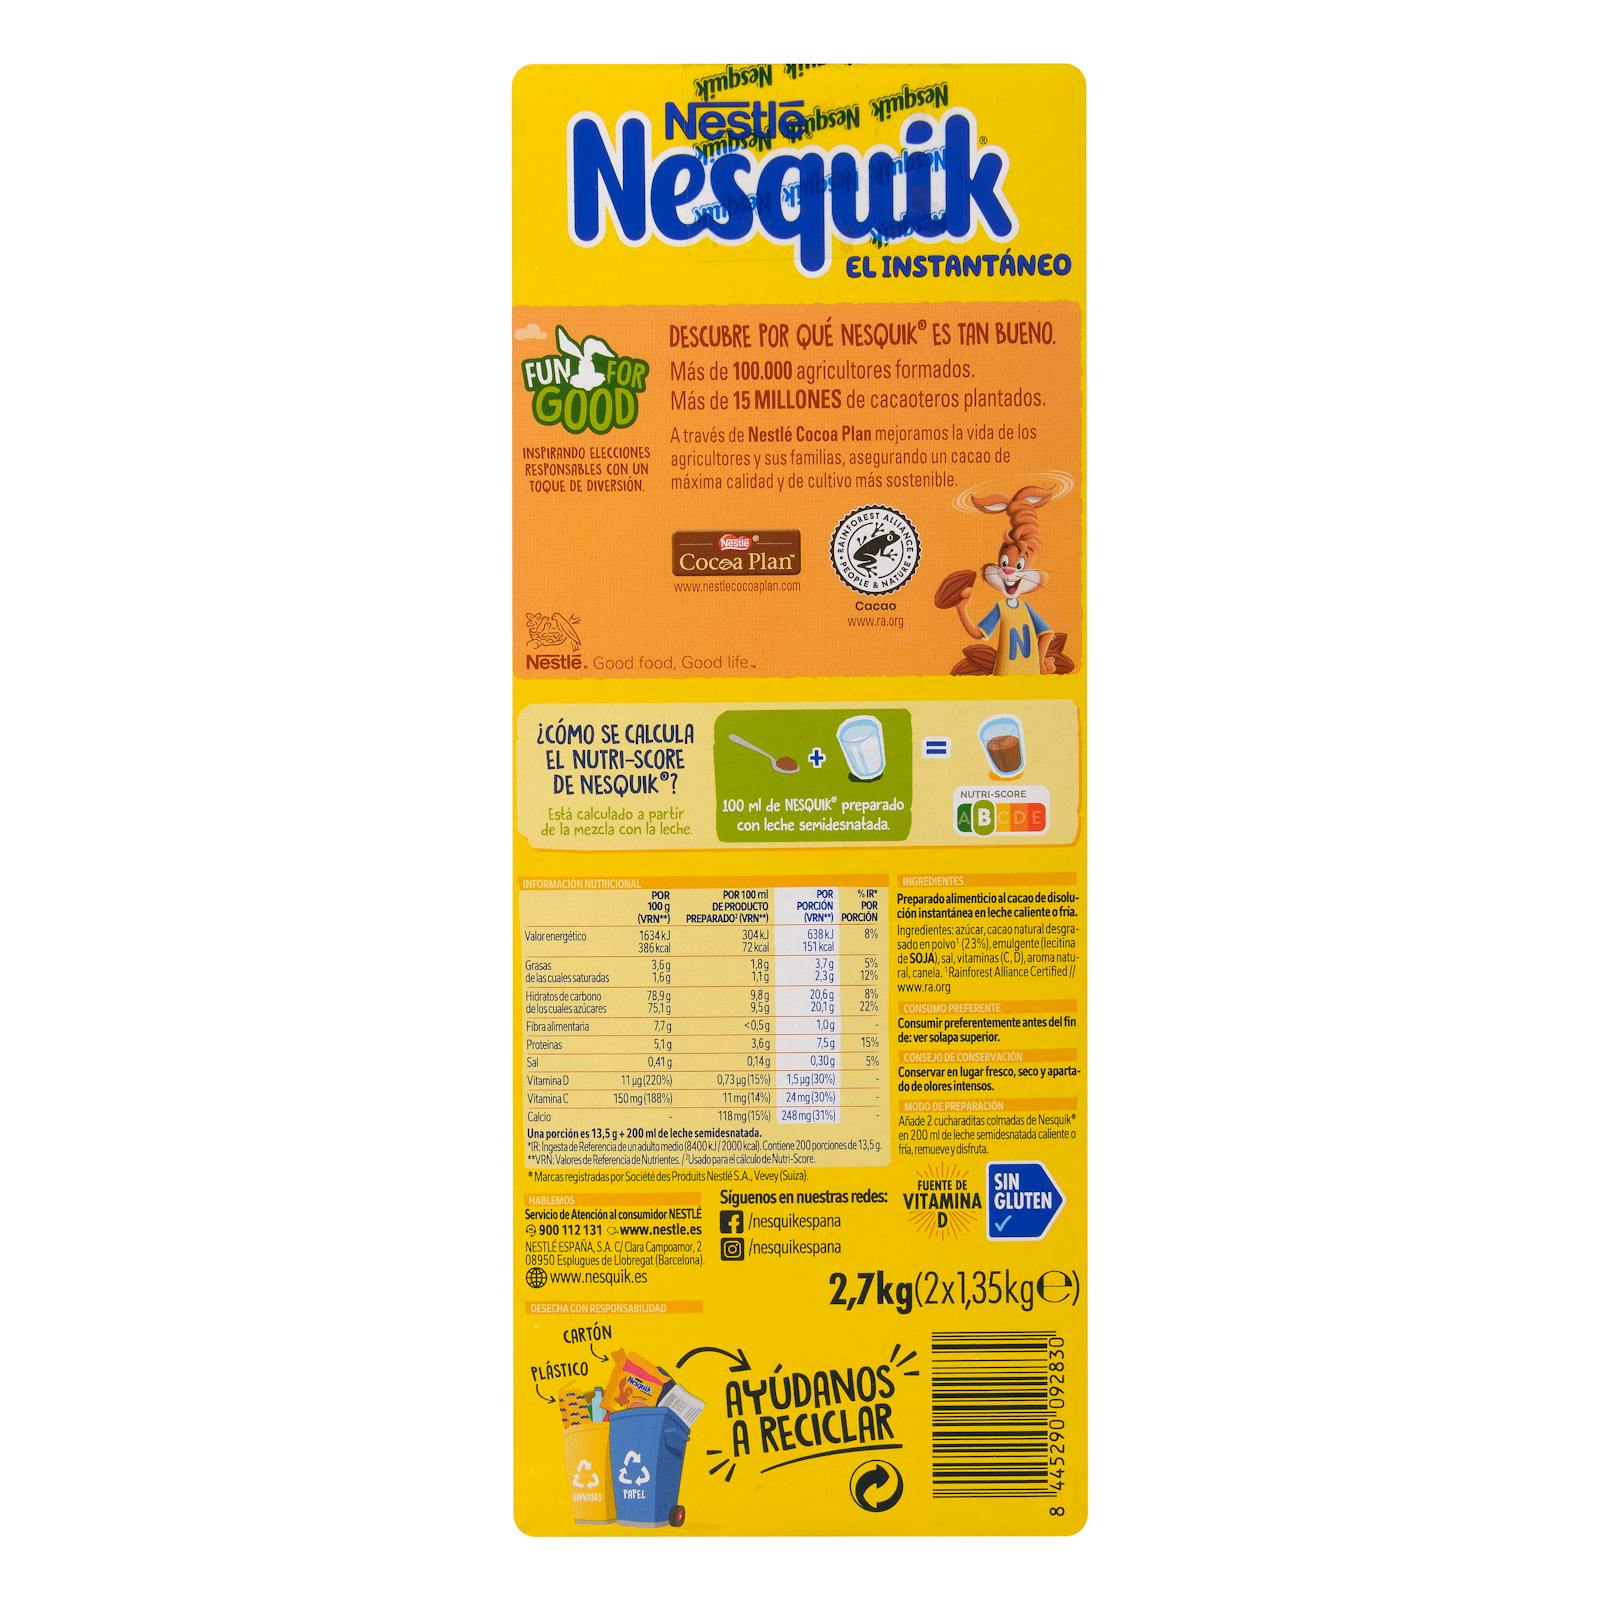 Nestlé
Nesquik®
EL INSTANTÁNEO
FUN FOR
GOOD
INSPIRANDO ELECCIONES
RESPONSABLES CON UN
TOQUE DE DIVERSIÓN.
DESCUBRE POR QUÉ NESQUIK® ES TAN BUENO.
Más de 100.000 agricultores formados.
Más de 15 MILLONES de cacaoteros plantados.
A través de Nestlé Cocoa Plan mejoramos la vida de los
agricultores y sus familias, asegurando un cacao de
máxima calidad y de cultivo más sostenible.
Nestlé®
Cocoa Plan™
www.nestlecocoaplan.com
RAINFOREST ALLIANCE
PEOPLE & NATURE
Cacao
www.ra.org
N
Nestlé. Good food, Good life™
¿CÓMO SE CALCULA
EL NUTRI-SCORE
DE NESQUIK®?
Está calculado a partir
de la mezcla con la leche.
+
100 ml de NESQUIK® preparado
con leche semidesnatada.
=
NUTRI-SCORE
A B C D E
INFORMACIÓN NUTRICIONAL
POR 100 g (VRN**) POR 100 ml DE PRODUCTO PREPARADO² (VRN**) POR PORCIÓN (VRN**) % IR* POR PORCIÓN
Valor energético 1634 kJ 304 kJ 638 kJ 8%
386 kcal 72 kcal 151 kcal
Grasas 3,6 g 1,8 g 3,7 g 5%
de las cuales saturadas 1,6 g 1,1 g 2,3 g 12%
Hidratos de carbono 78,9 g 9,8 g 20,6 g 8%
de los cuales azúcares 75,1 g 9,5 g 20,1 g 22%
Fibra alimentaria 7,7 g <0,5 g 1,0 g -
Proteínas 5,1 g 3,6 g 7,5 g 15%
Sal 0,41 g 0,14 g 0,30 g 5%
Vitamina D 11 µg (220%) 0,73 µg (15%) 1,5 µg (30%) -
Vitamina C 150 mg (188%) 11 mg (14%) 24 mg (30%) -
Calcio - 118 mg (15%) 248 mg (31%) -
Una porción es 13,5 g + 200 ml de leche semidesnatada.
*IR: Ingesta de Referencia de un adulto medio (8400 kJ / 2000 kcal). Contiene 200 porciones de 13,5 g.
**VRN: Valores de Referencia de Nutrientes. / ²Usado para el cálculo de Nutri-Score.
® Marcas registradas por Société des Produits Nestlé S.A., Vevey (Suiza).
INGREDIENTES
Preparado alimenticio al cacao de disolu-
ción instantánea en leche caliente o fría.
Ingredientes: azúcar, cacao natural desgra-
sado en polvo¹ (23%), emulgente (lecitina
de SOJA), sal, vitaminas (C, D), aroma natu-
ral, canela. ¹Rainforest Alliance Certified //
www.ra.org
CONSUMO PREFERENTE
Consumir preferentemente antes del fin
de: ver solapa superior.
CONSEJO DE CONSERVACIÓN
Conservar en lugar fresco, seco y aparta-
do de olores intensos.
MODO DE PREPARACIÓN
Añade 2 cucharaditas colmadas de Nesquik®
en 200 ml de leche semidesnatada caliente o
fría, remueve y disfruta.
FUENTE DE
VITAMINA
D
SIN
GLUTEN
HABLEMOS
Servicio de Atención al consumidor NESTLÉ
900 112 131 www.nestle.es
NESTLÉ ESPAÑA, S.A. C/ Clara Campoamor, 2
08950 Esplugues de Llobregat (Barcelona).
www.nesquik.es
Síguenos en nuestras redes:
/nesquikespana
/nesquikespana
2,7kg(2x1,35kg℮)
DESECHA CON RESPONSABILIDAD
CARTÓN
PLÁSTICO
Nesquik
ENVASES
PAPEL
AYÚDANOS
A RECICLAR
8 445290 092830